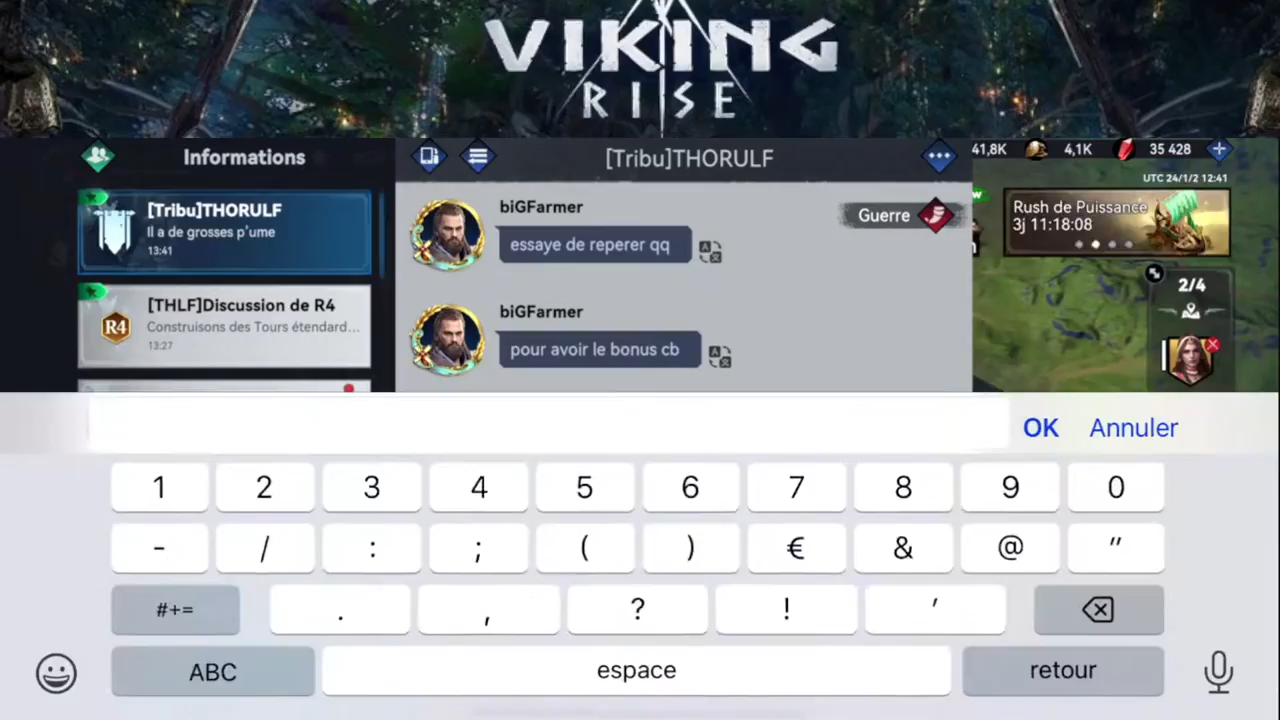 VIKING
RISE
Informations
[Tribu]THORULF
Il a de grosses p'ume
13:41
[THLF]Discussion de R4
R4
Construisons des Tours étendard...
13:27
[Tribu]THORULF
biGFarmer
essaye de reperer qq
Guerre
biGFarmer
pour avoir le bonus cb
41,8K
4,1K
35 428
UTC 24/1/2 12:41
Rush de Puissance
3j 11:18:08
2/4
OK
Annuler
1 2 3 4 5 6 7 8 9 0
- / : ; ( ) € & @ "
#+= . , ? ! '
ABC
espace
retour